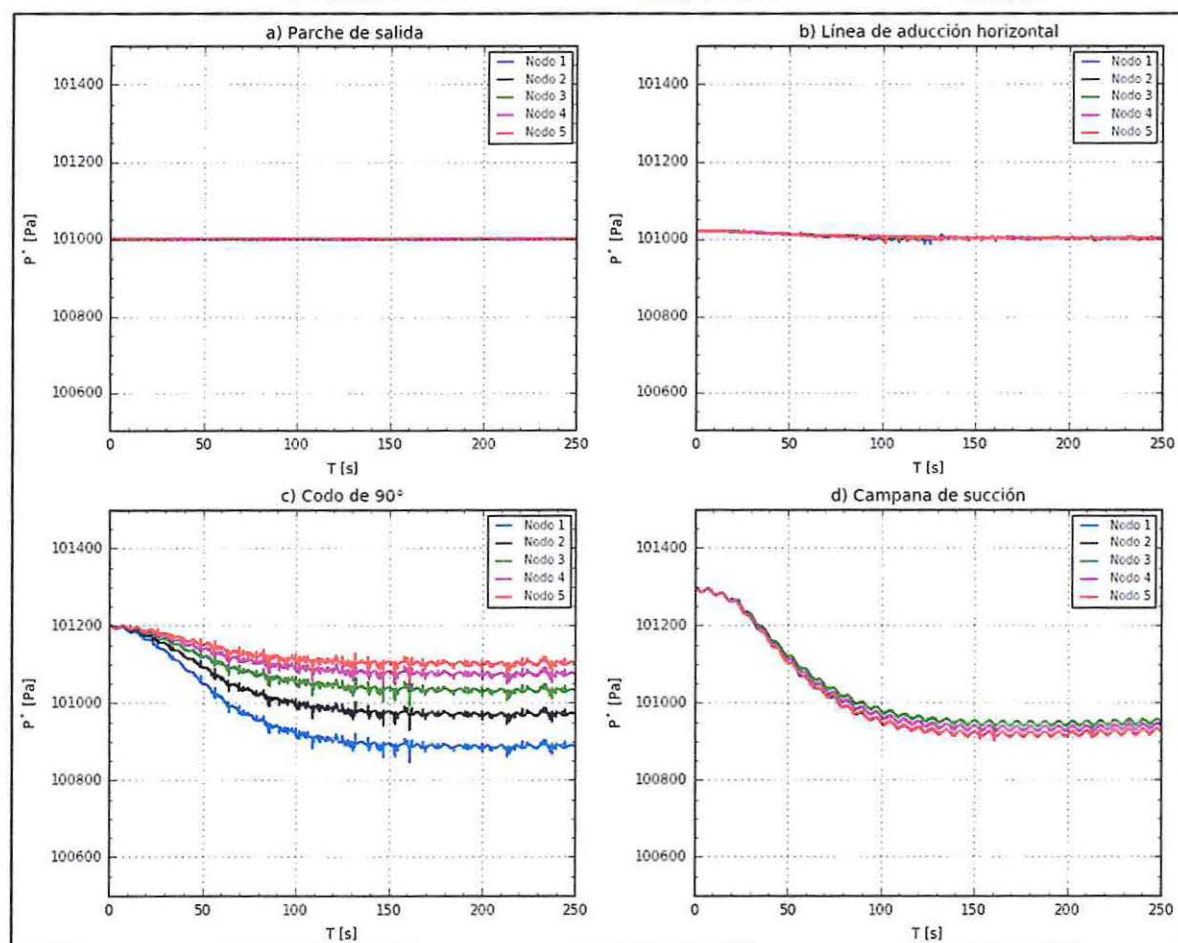 a) Parche de salida
101400
101200
101000
100800
100600
P* [Pa]
0 50 100 150 200 250
T [s]
Nodo 1
Nodo 2
Nodo 3
Nodo 4
Nodo 5
b) Línea de aducción horizontal
101400
101200
101000
100800
100600
P* [Pa]
0 50 100 150 200 250
T [s]
Nodo 1
Nodo 2
Nodo 3
Nodo 4
Nodo 5
c) Codo de 90°
101400
101200
101000
100800
100600
P* [Pa]
0 50 100 150 200 250
T [s]
Nodo 1
Nodo 2
Nodo 3
Nodo 4
Nodo 5
d) Campana de succión
101400
101200
101000
100800
100600
P* [Pa]
0 50 100 150 200 250
T [s]
Nodo 1
Nodo 2
Nodo 3
Nodo 4
Nodo 5